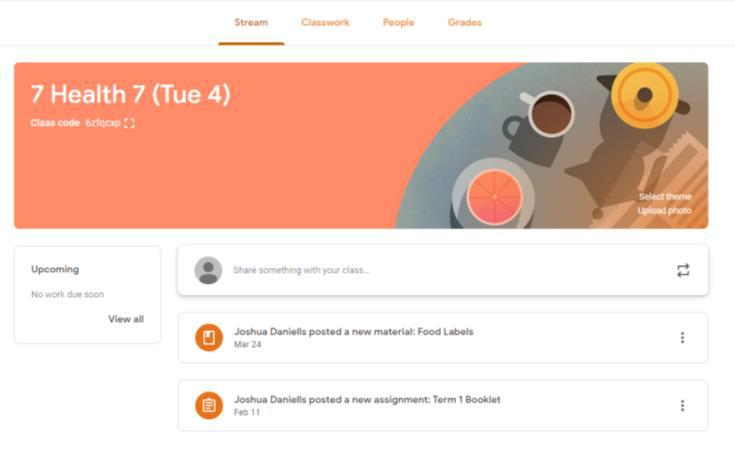 Stream Classwork People Grades
7 Health 7 (Tue 4)
Class code 6zfqcxp
Select theme
Upload photo
Upcoming
No work due soon
View all
Share something with your class...
Joshua Daniells posted a new material: Food Labels
Mar 24
Joshua Daniells posted a new assignment: Term 1 Booklet
Feb 11